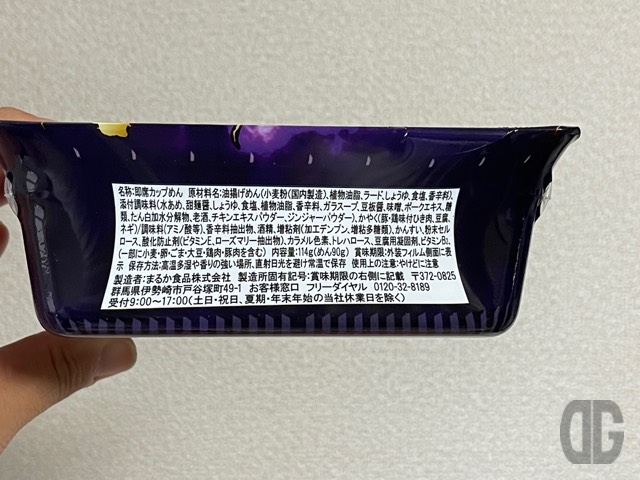 名称:即席カップめん 原材料名:油揚げめん(小麦粉(国内製造)、植物油脂、ラード、しょうゆ、食塩、香辛料)、
添付調味料(水あめ、甜麺醤、しょうゆ、食塩、植物油脂、香辛料、ガラスープ、豆板醤、味噌、ポークエキス、糖
類、たん白加水分解物、老酒、チキンエキスパウダー、ジンジャーパウダー)、かやく((豚・鶏味付ひき肉、豆腐、
ネギ)/調味料(アミノ酸等)、香辛料抽出物、酒精、増粘剤(加工デンプン、増粘多糖類)、かんすい、粉末セル
ロース、酸化防止剤(ビタミンE、ローズマリー抽出物)、カラメル色素、トレハロース、豆腐用凝固剤、ビタミンB₂、
(一部に小麦・卵・ごま・大豆・鶏肉・豚肉を含む) 内容量:114g(めん90g) 賞味期限:外装フィルム側面に表
示 保存方法:高温多湿や香りの強い場所、直射日光を避け常温で保存 使用上の注意:やけどに注意
製造者:まるか食品株式会社 製造所固有記号:賞味期限の右側に記載 〒372-0825
群馬県伊勢崎市戸谷塚町49-1 お客様窓口 フリーダイヤル 0120-32-8189
受付9:00〜17:00(土日・祝日、夏期・年末年始の当社休業日を除く)
DG